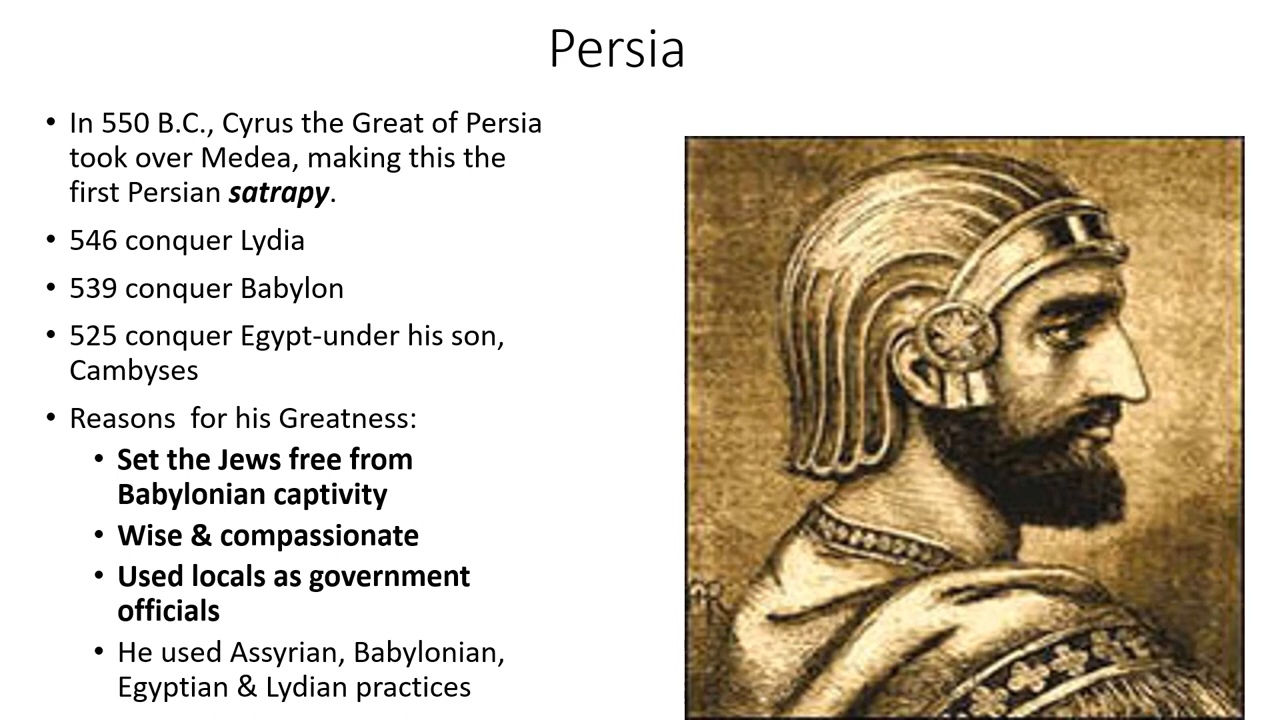 Persia
• In 550 B.C., Cyrus the Great of Persia
took over Medea, making this the
first Persian satrapy.
• 546 conquer Lydia
• 539 conquer Babylon
• 525 conquer Egypt-under his son,
Cambyses
• Reasons  for his Greatness:
• Set the Jews free from
Babylonian captivity
• Wise & compassionate
• Used locals as government
officials
• He used Assyrian, Babylonian,
Egyptian & Lydian practices